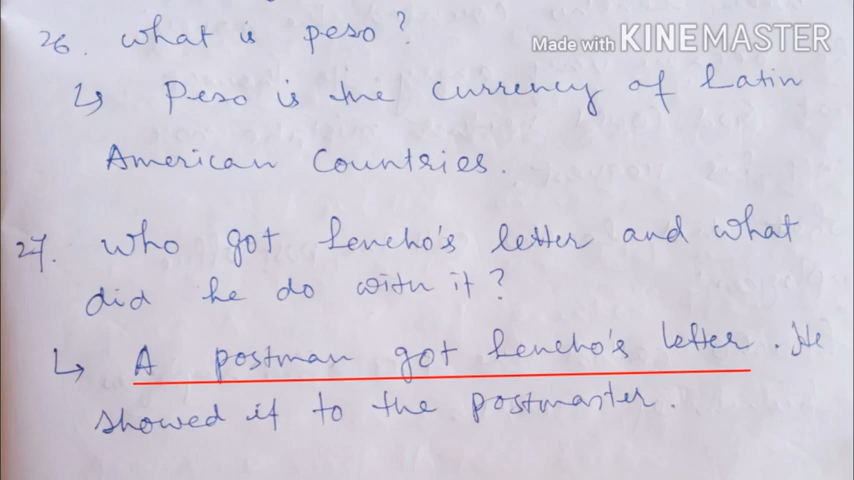 26. What is peso?
Made with KINEMASTER
↳ Peso is the currency of Latin
American Countries.
27. Who got Lencho's letter and what
did he do with it?
↳ A postman got Lencho's letter. He
showed it to the postmaster.